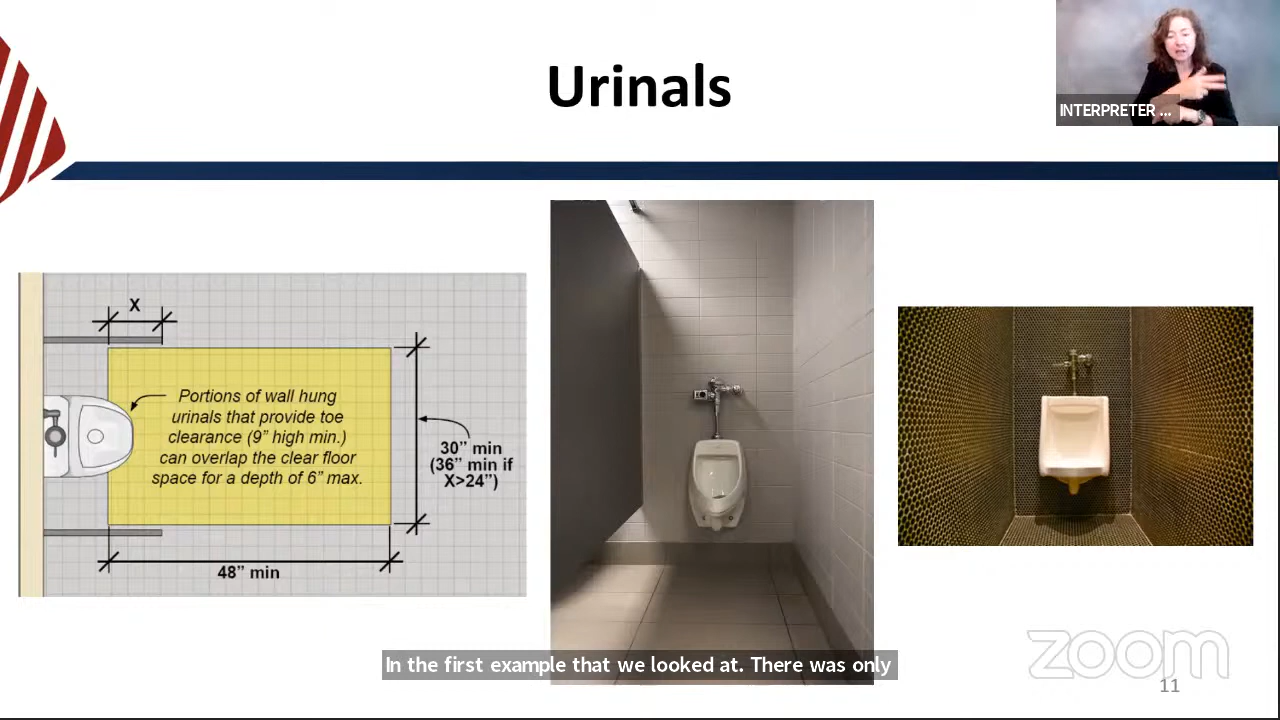 Urinals
INTERPRETER ...
X
Portions of wall hung
urinals that provide toe
clearance (9” high min.)
can overlap the clear floor
space for a depth of 6” max.
30” min
(36” min if
X>24”)
48” min
In the first example that we looked at. There was only
zoom
11